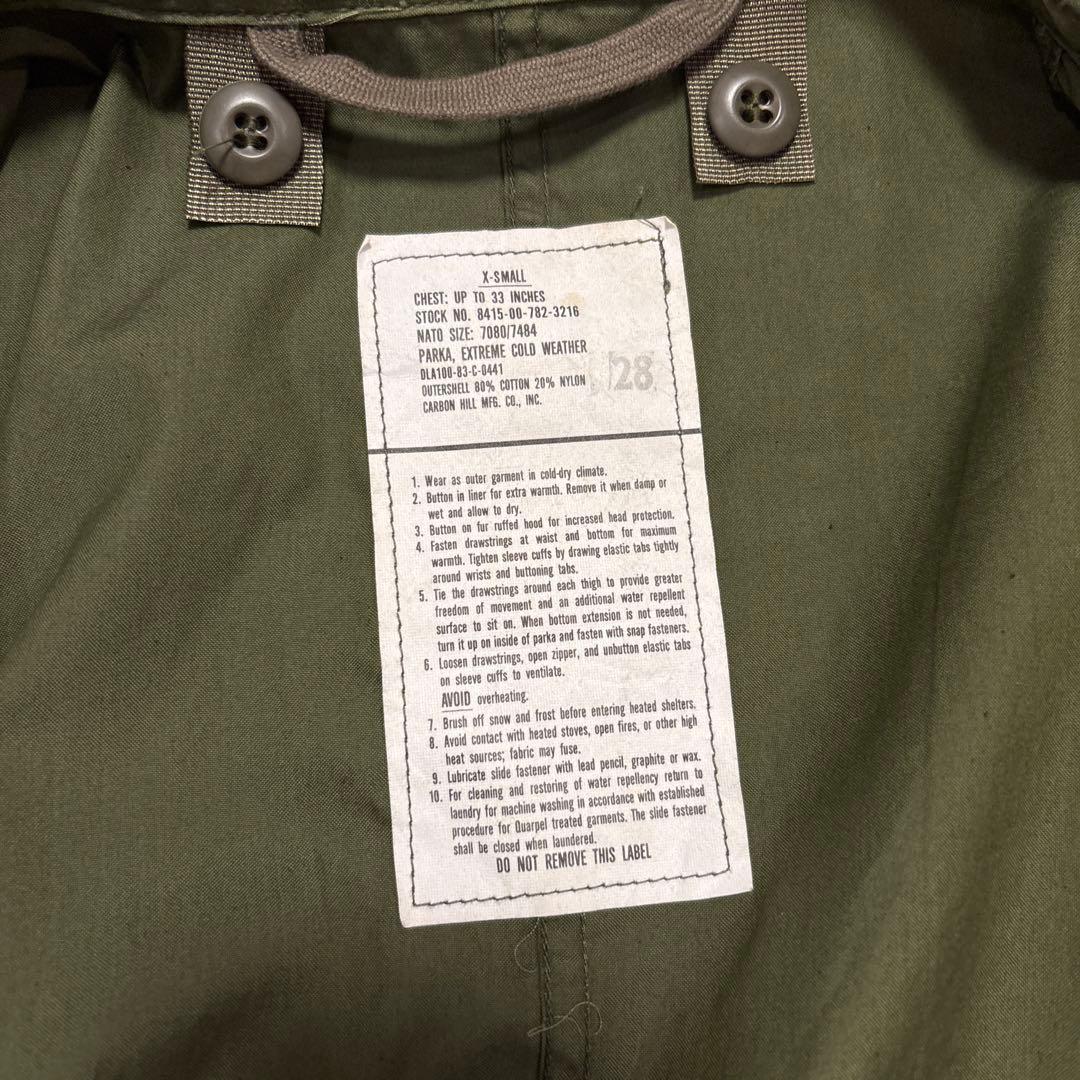 X-SMALL
CHEST: UP TO 33 INCHES
STOCK NO. 8415-00-782-3216
NATO SIZE: 7080/7484
PARKA, EXTREME COLD WEATHER
DLA100-83-C-0441
OUTERSHELL 80% COTTON 20% NYLON
CARBON HILL MFG. CO., INC.
28
1. Wear as outer garment in cold-dry climate.
2. Button in liner for extra warmth. Remove it when damp or
wet and allow to dry.
3. Button on fur ruffed hood for increased head protection.
4. Fasten drawstrings at waist and bottom for maximum
warmth. Tighten sleeve cuffs by drawing elastic tabs tightly
around wrists and buttoning tabs.
5. Tie the drawstrings around each thigh to provide greater
freedom of movement and an additional water repellent
surface to sit on. When bottom extension is not needed,
turn it up on inside of parka and fasten with snap fasteners.
6. Loosen drawstrings, open zipper, and unbutton elastic tabs
on sleeve cuffs to ventilate.
AVOID overheating.
7. Brush off snow and frost before entering heated shelters.
8. Avoid contact with heated stoves, open fires, or other high
heat sources; fabric may fuse.
9. Lubricate slide fastener with lead pencil, graphite or wax.
10. For cleaning and restoring of water repellency return to
laundry for machine washing in accordance with established
procedure for Quarpel treated garments. The slide fastener
shall be closed when laundered.
DO NOT REMOVE THIS LABEL